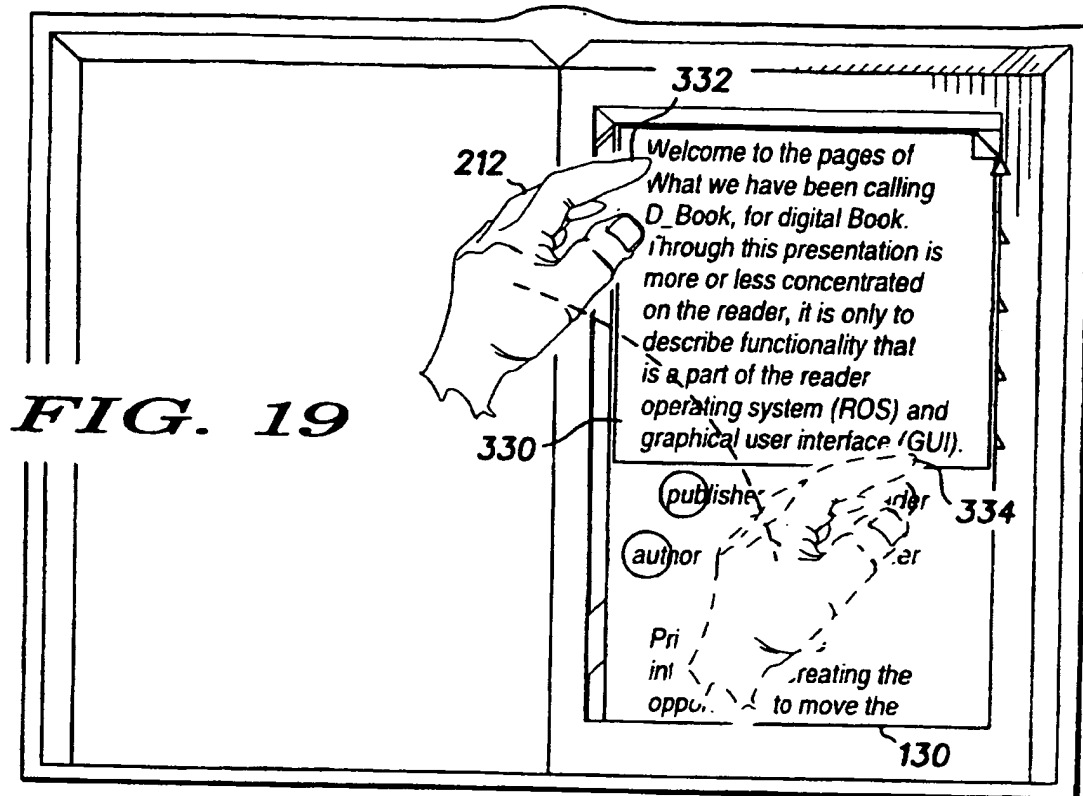 332
212
Welcome to the pages of
What we have been calling
D_Book, for digital Book.
Through this presentation is
more or less concentrated
on the reader, it is only to
describe functionality that
is a part of the reader
operating system (ROS) and
graphical user interface (GUI).
FIG. 19
330
334
author
creating the
to move the
130